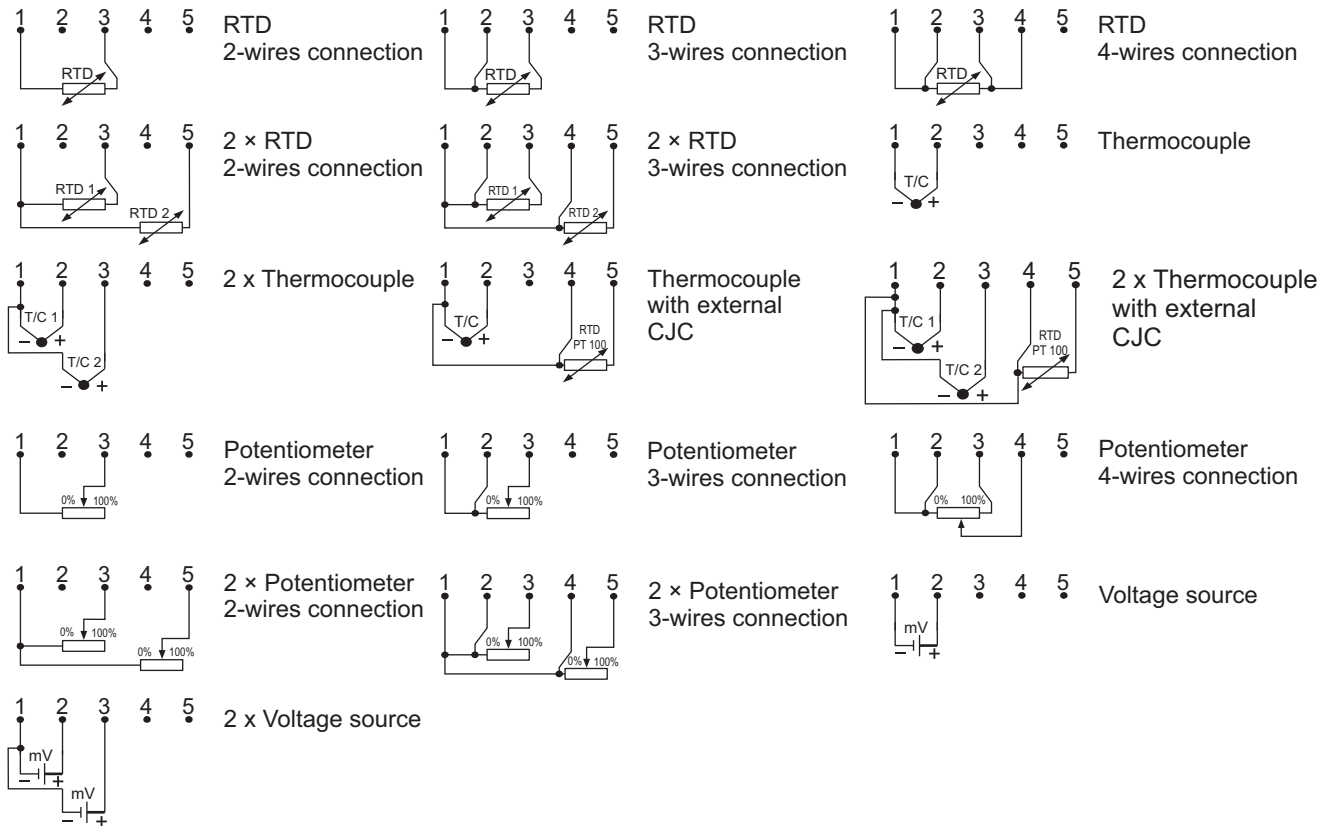 1 2 3 4 5
RTD
2-wires connection
RTD
1 2 3 4 5
RTD
3-wires connection
RTD
1 2 3 4 5
RTD
4-wires connection
RTD
1 2 3 4 5
2 × RTD
2-wires connection
RTD 1
RTD 2
1 2 3 4 5
2 × RTD
3-wires connection
RTD 1
RTD 2
1 2 3 4 5
Thermocouple
T/C
– +
1 2 3 4 5
2 x Thermocouple
T/C 1
– +
T/C 2
– +
1 2 3 4 5
Thermocouple
with external
CJC
T/C
– +
RTD
PT 100
1 2 3 4 5
2 x Thermocouple
with external
CJC
T/C 1
– +
T/C 2
– +
RTD
PT 100
1 2 3 4 5
Potentiometer
2-wires connection
0% 100%
1 2 3 4 5
Potentiometer
3-wires connection
0% 100%
1 2 3 4 5
Potentiometer
4-wires connection
0% 100%
1 2 3 4 5
2 × Potentiometer
2-wires connection
0% 100%
0% 100%
1 2 3 4 5
2 × Potentiometer
3-wires connection
0% 100%
0% 100%
1 2 3 4 5
Voltage source
mV
– +
1 2 3 4 5
2 x Voltage source
mV
– +
mV
– +